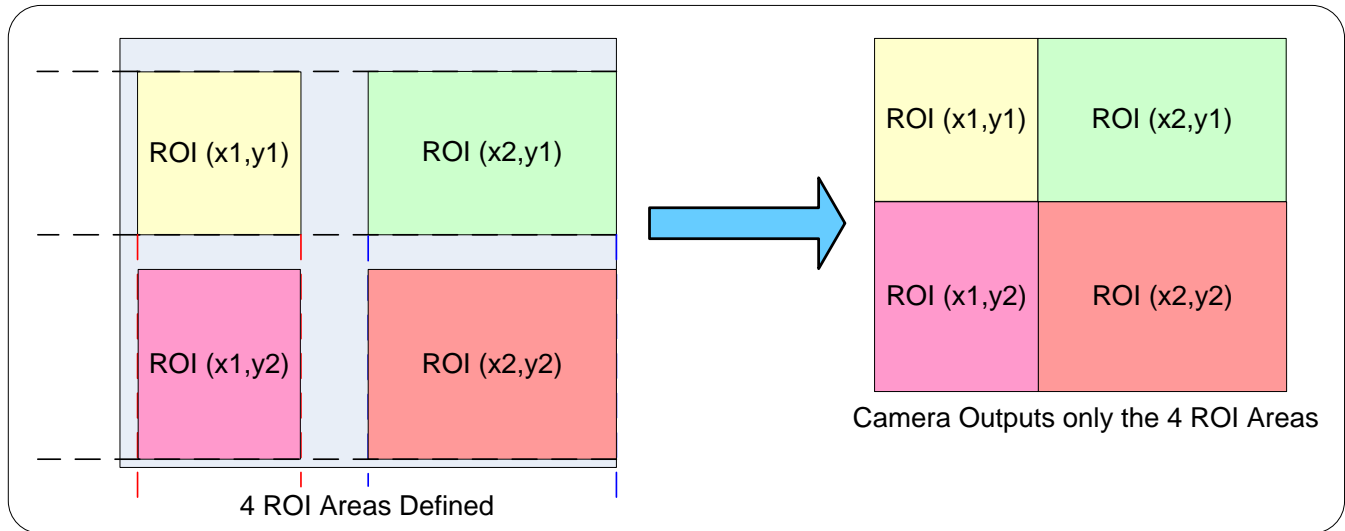 ROI (x1,y1)
ROI (x2,y1)
ROI (x1,y2)
ROI (x2,y2)
4 ROI Areas Defined
ROI (x1,y1)
ROI (x2,y1)
ROI (x1,y2)
ROI (x2,y2)
Camera Outputs only the 4 ROI Areas